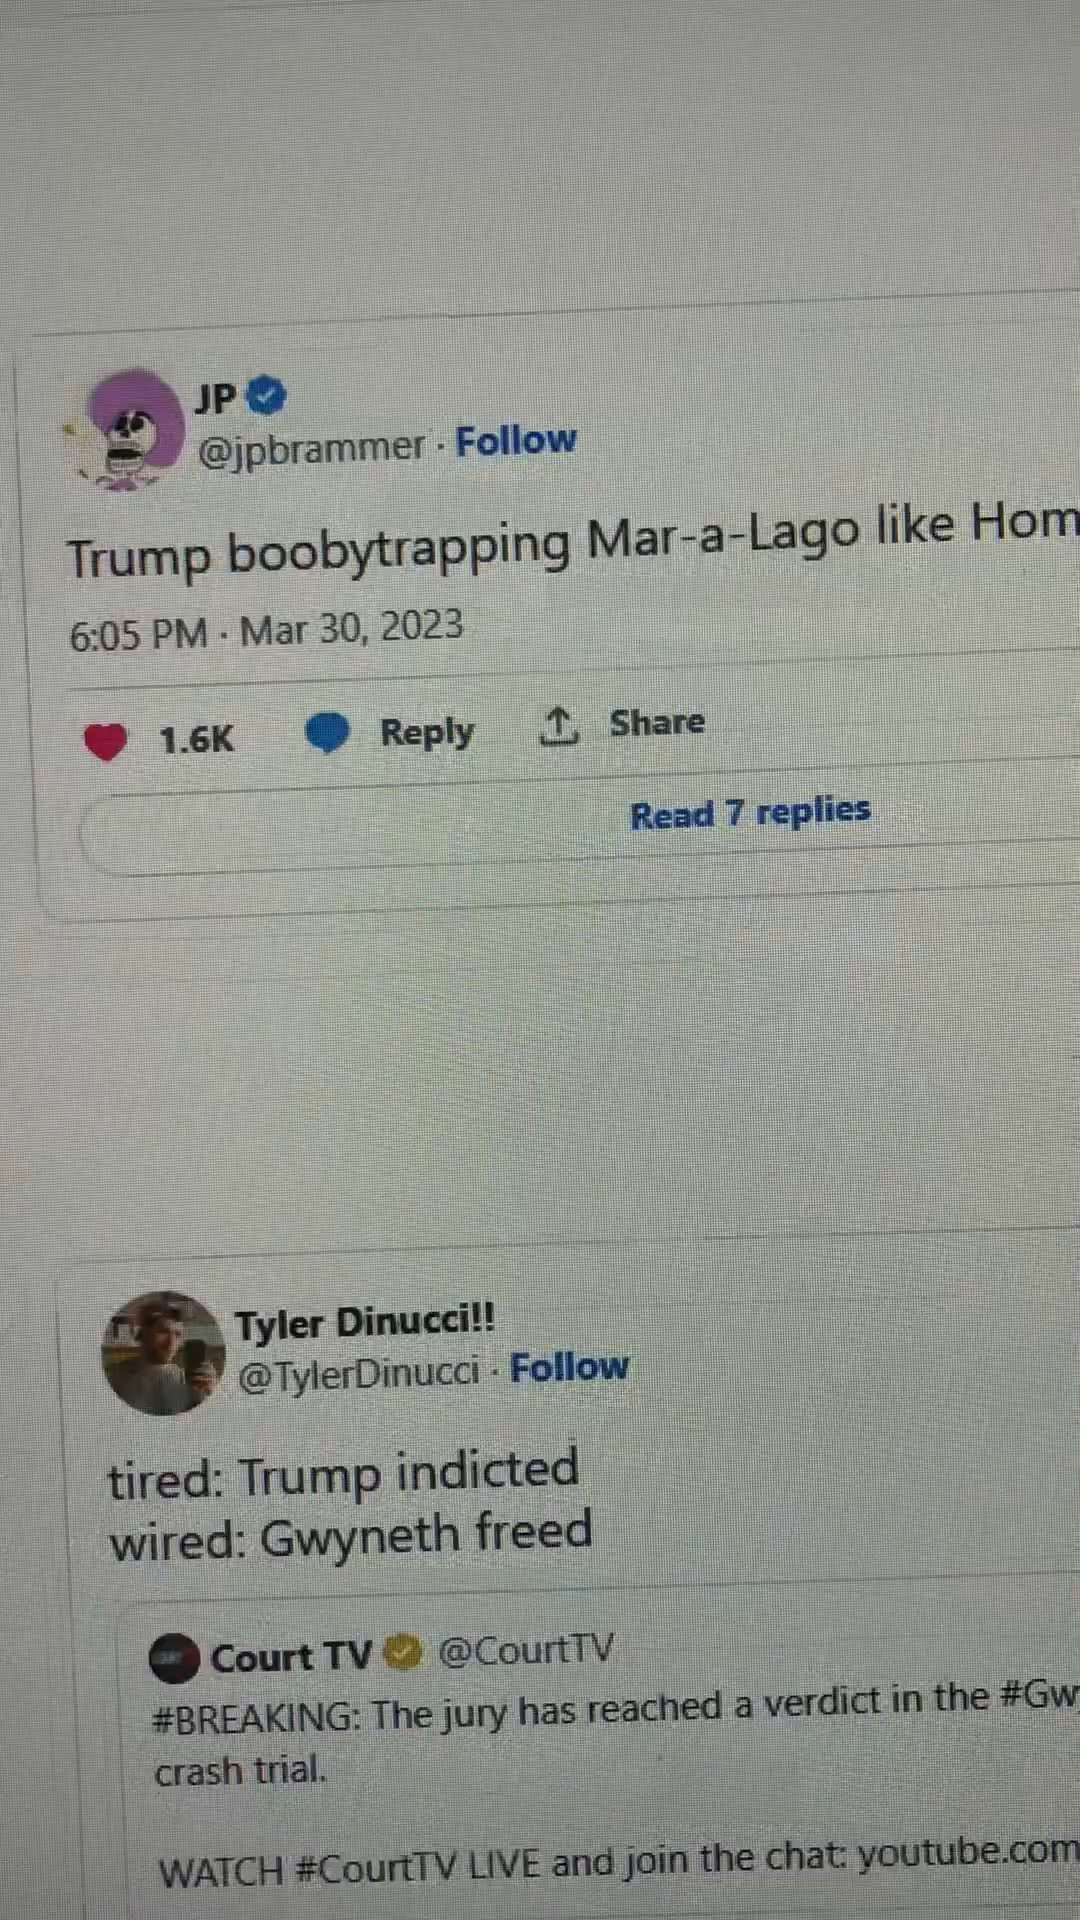 JP
@jpbrammer · Follow
Trump boobytrapping Mar-a-Lago like Hom
6:05 PM · Mar 30, 2023
1.6K Reply Share
Read 7 replies
Tyler Dinucci!!
@TylerDinucci · Follow
tired: Trump indicted
wired: Gwyneth freed
Court TV @CourtTV
#BREAKING: The jury has reached a verdict in the #Gw
crash trial.
WATCH #CourtTV LIVE and join the chat: youtube.com